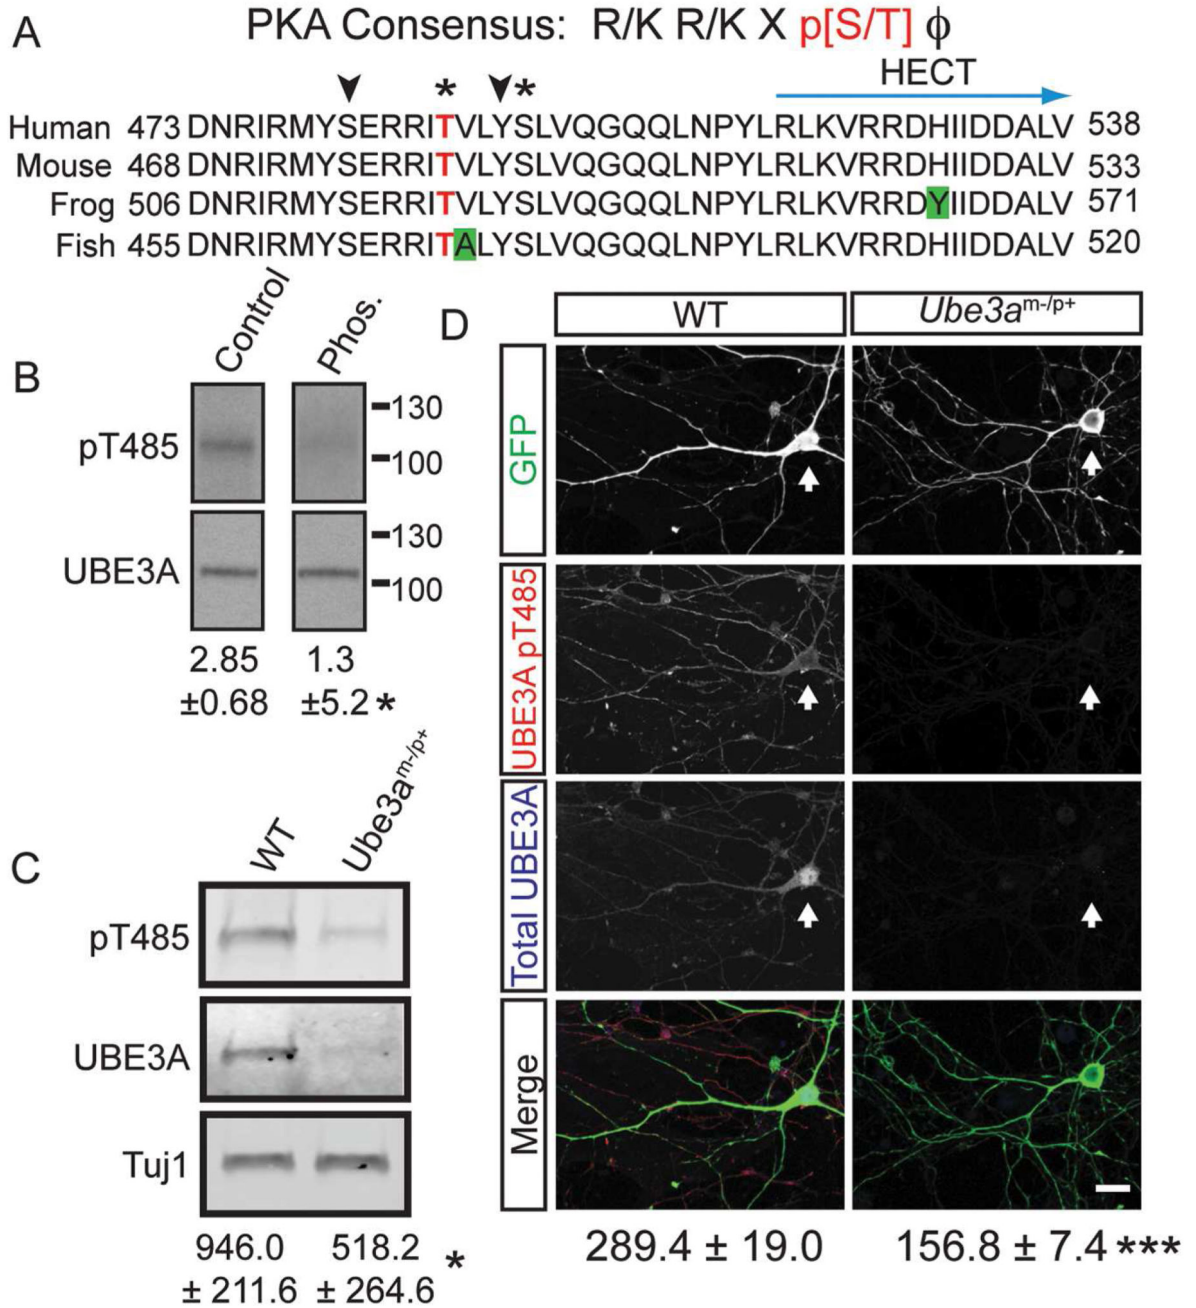 A
PKA Consensus: R/K R/K X p[S/T] ϕ
HECT
* *
Human 473 DNRIRMYSERRITVLYSLVQGQQLNPYLRLKVRRDHIIDDALV 538
Mouse 468 DNRIRMYSERRITVLYSLVQGQQLNPYLRLKVRRDHIIDDALV 533
Frog 506 DNRIRMYSERRITVLYSLVQGQQLNPYLRLKVRRDYIIDDALV 571
Fish 455 DNRIRMYSERRITALYSLVQGQQLNPYLRLKVRRDHIIDDALV 520
B
Control Phos.
pT485
130
100
UBE3A
130
100
2.85 1.3
±0.68 ±5.2 *
C
WT Ube3a m-/p+
pT485
UBE3A
Tuj1
946.0 518.2
± 211.6 ± 264.6 *
D
WT Ube3a m-/p+
GFP
UBE3A pT485
Total UBE3A
Merge
289.4 ± 19.0 156.8 ± 7.4 ***